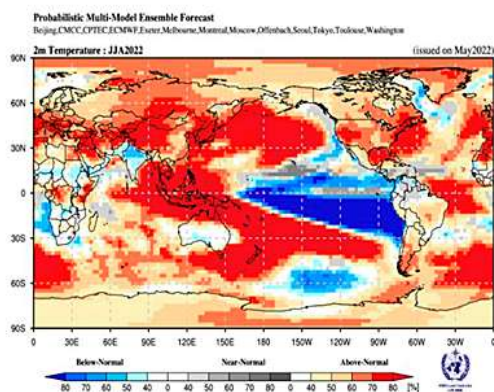 Probabilistic Multi-Model Ensemble Forecast
Beijing,CMCC,CPTEC,ECMWF,Exeter,Melbourne,Montreal,Moscow,Offenbach,Seoul,Tokyo,Toulouse,Washington
2m Temperature : JJA2022 (issued on May2022)
90N
60N
30N
0
30S
60S
90S
0 30E 60E 90E 120E 150E 180 150W 120W 90W 60W 30W 0
Below-Normal Near-Normal Above-Normal
80 70 60 50 40 0 40 50 60 70 80 0 40 50 60 70 80 [%]